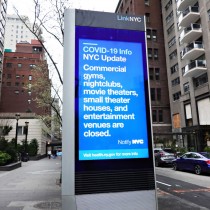 LinkNYC
COVID-19 Info
NYC Update
Commercial
gyms,
nightclubs,
movie theaters,
small theater
houses, and
entertainment
venues are
closed.
Notify NYC